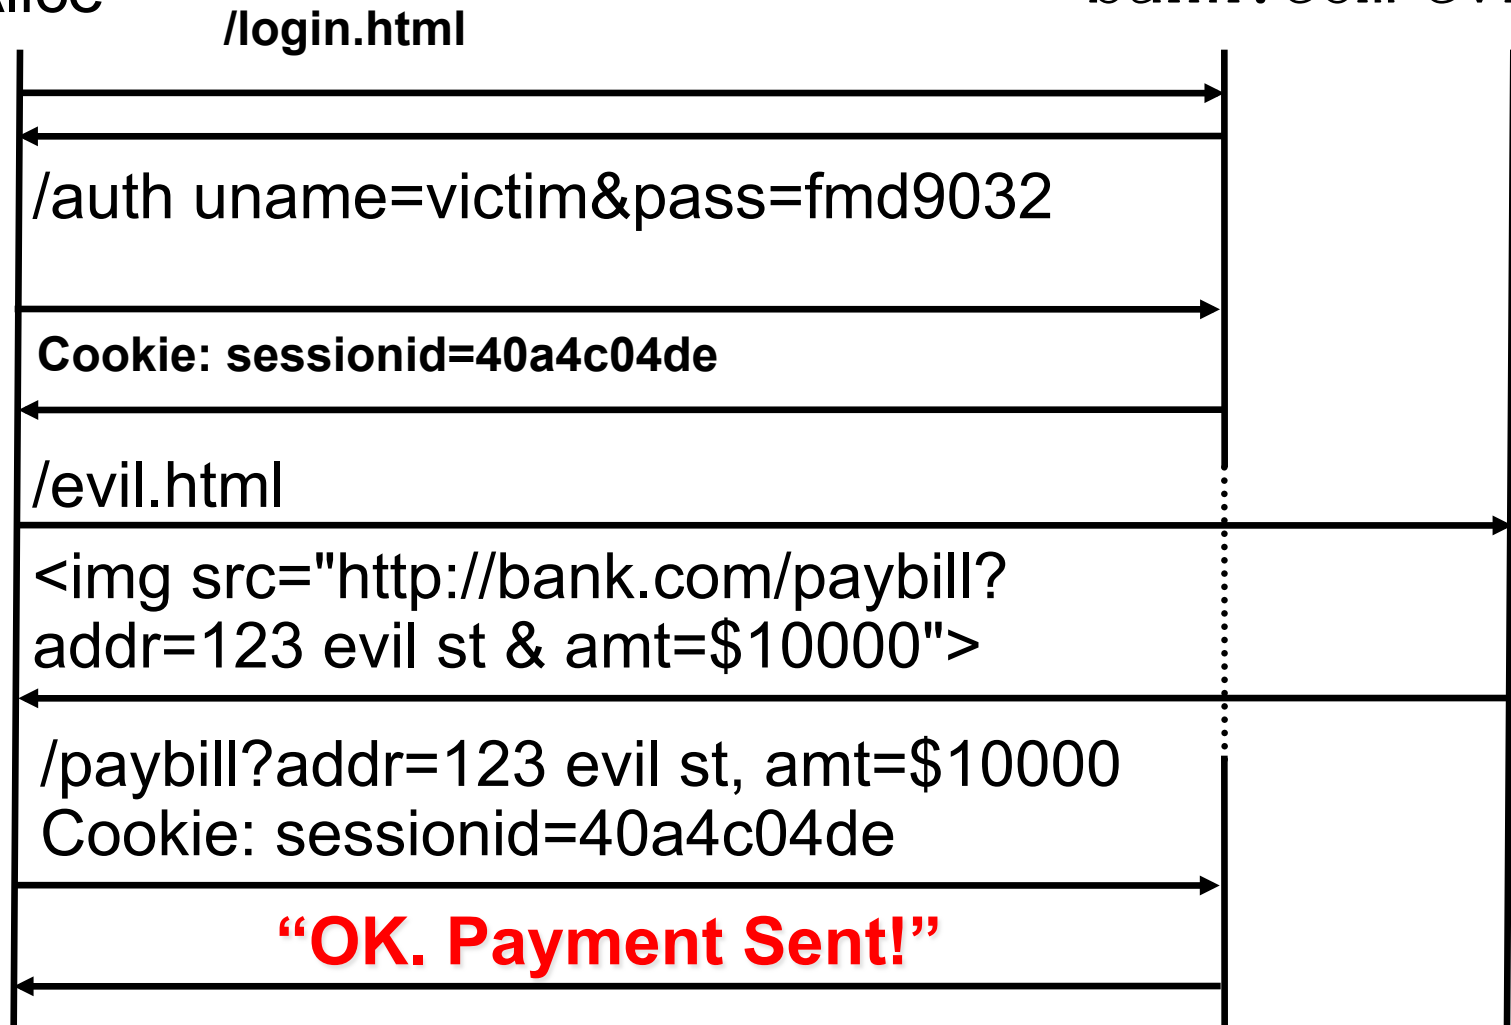 /login.html
/auth uname=victim&pass=fmd9032
Cookie: sessionid=40a4c04de
/evil.html
<img src="http://bank.com/paybill?
addr=123 evil st & amt=$10000">
/paybill?addr=123 evil st, amt=$10000
Cookie: sessionid=40a4c04de
“OK. Payment Sent!”